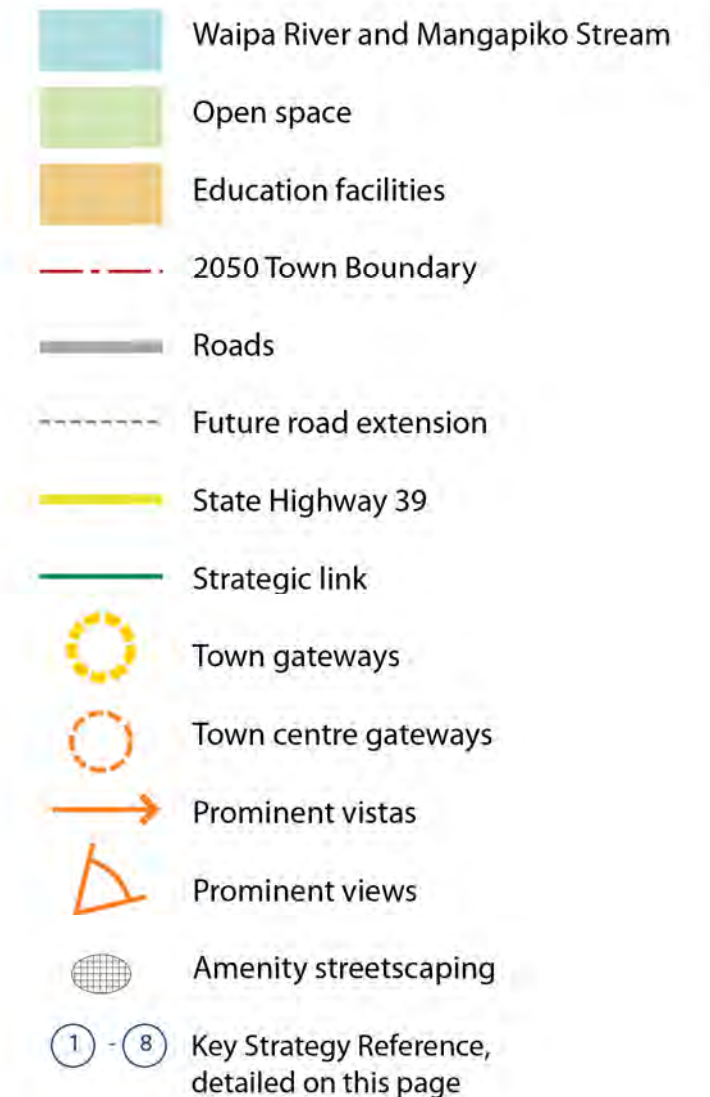 Waipa River and Mangapiko Stream
Open space
Education facilities
2050 Town Boundary
Roads
Future road extension
State Highway 39
Strategic link
Town gateways
Town centre gateways
Prominent vistas
Prominent views
Amenity streetscaping
1 - 8 Key Strategy Reference,
detailed on this page